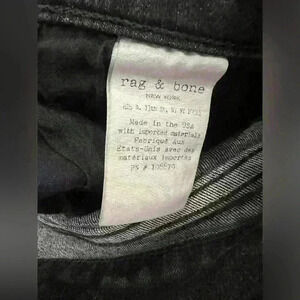 rag & bone
NEW YORK
Made in the USA
with imported materials
Fabriqué Aux
États-Unis avec des
matériaux importés